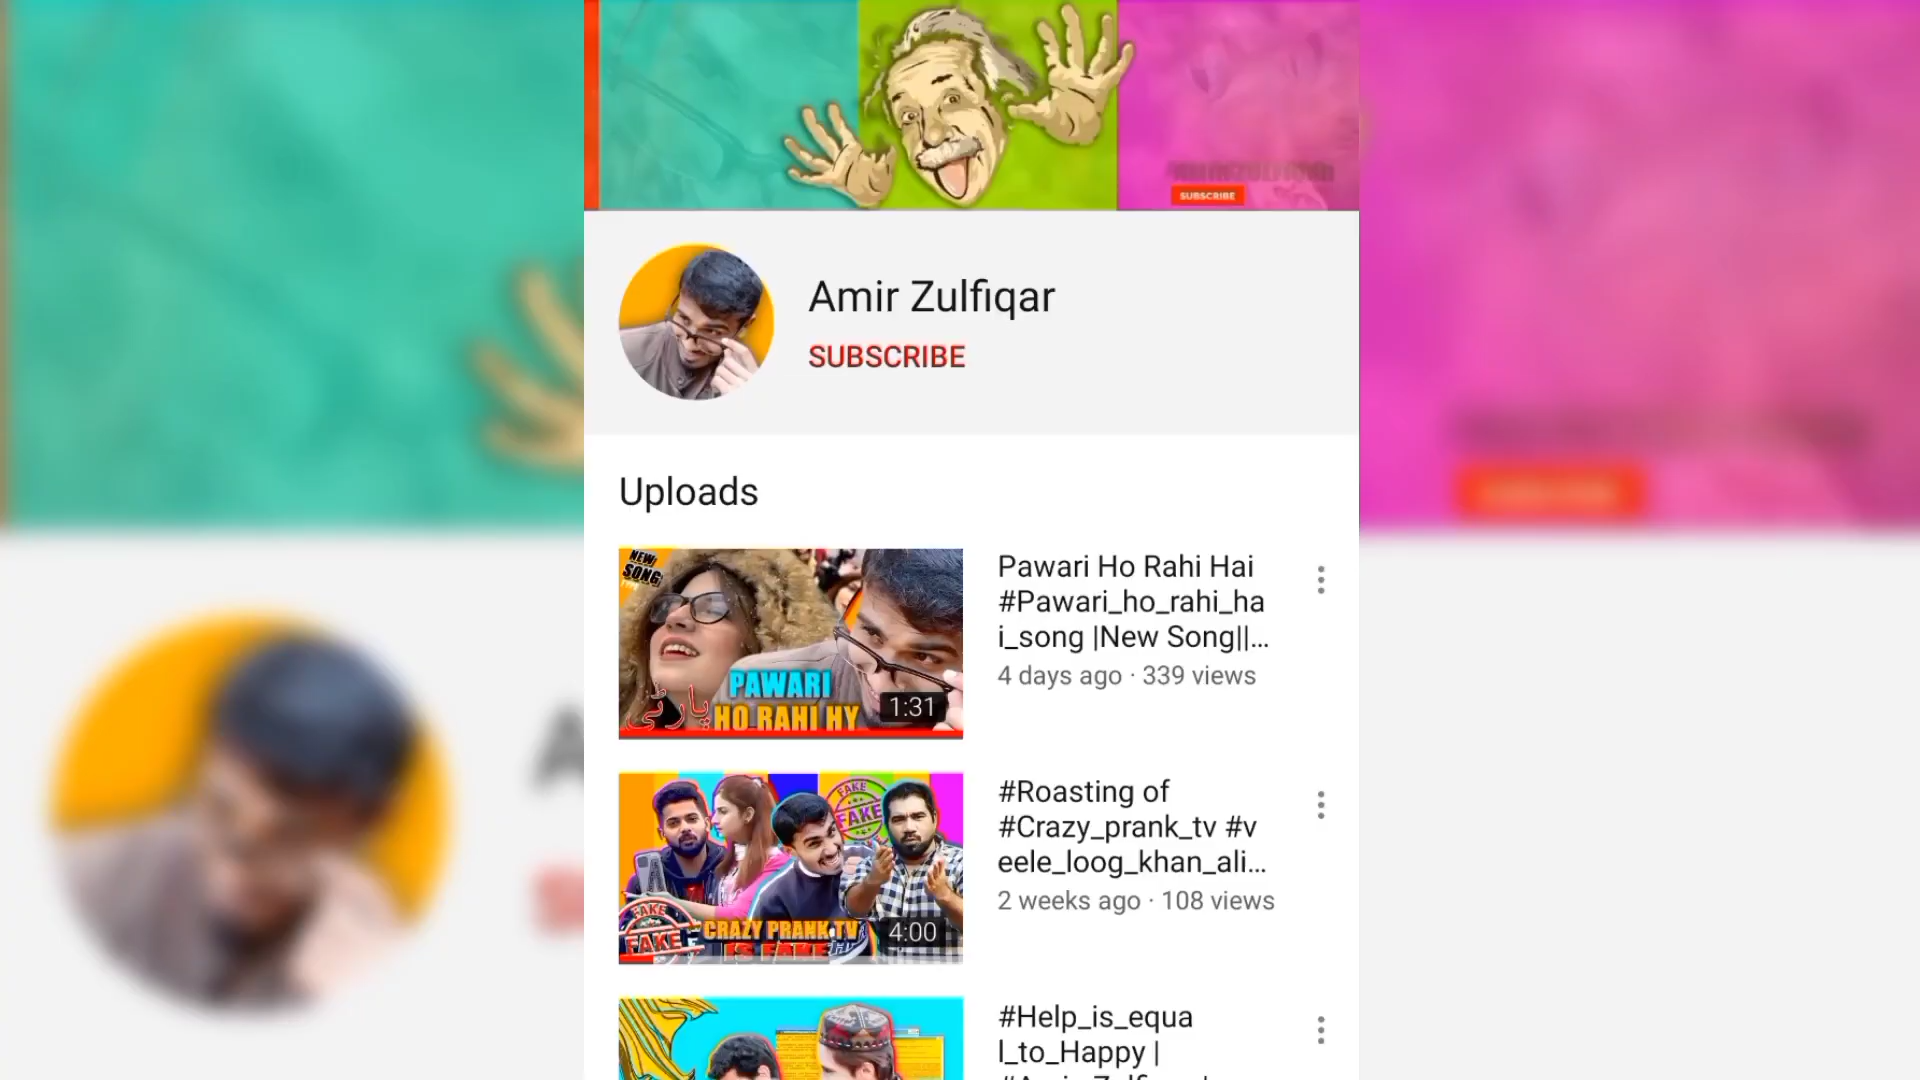 SUBSCRIBE
Amir Zulfiqar
SUBSCRIBE
Uploads
NEW
SONG
پارٹی
PAWARI
HO RAHI HY
1:31
Pawari Ho Rahi Hai
#Pawari_ho_rahi_ha
i_song |New Song||...
4 days ago · 339 views
FAKE
FAKE
FAKE
FAKE
CRAZY PRANK TV
IS FAKE
4:00
#Roasting of
#Crazy_prank_tv #v
eele_loog_khan_ali...
2 weeks ago · 108 views
#Help_is_equa
l_to_Happy |